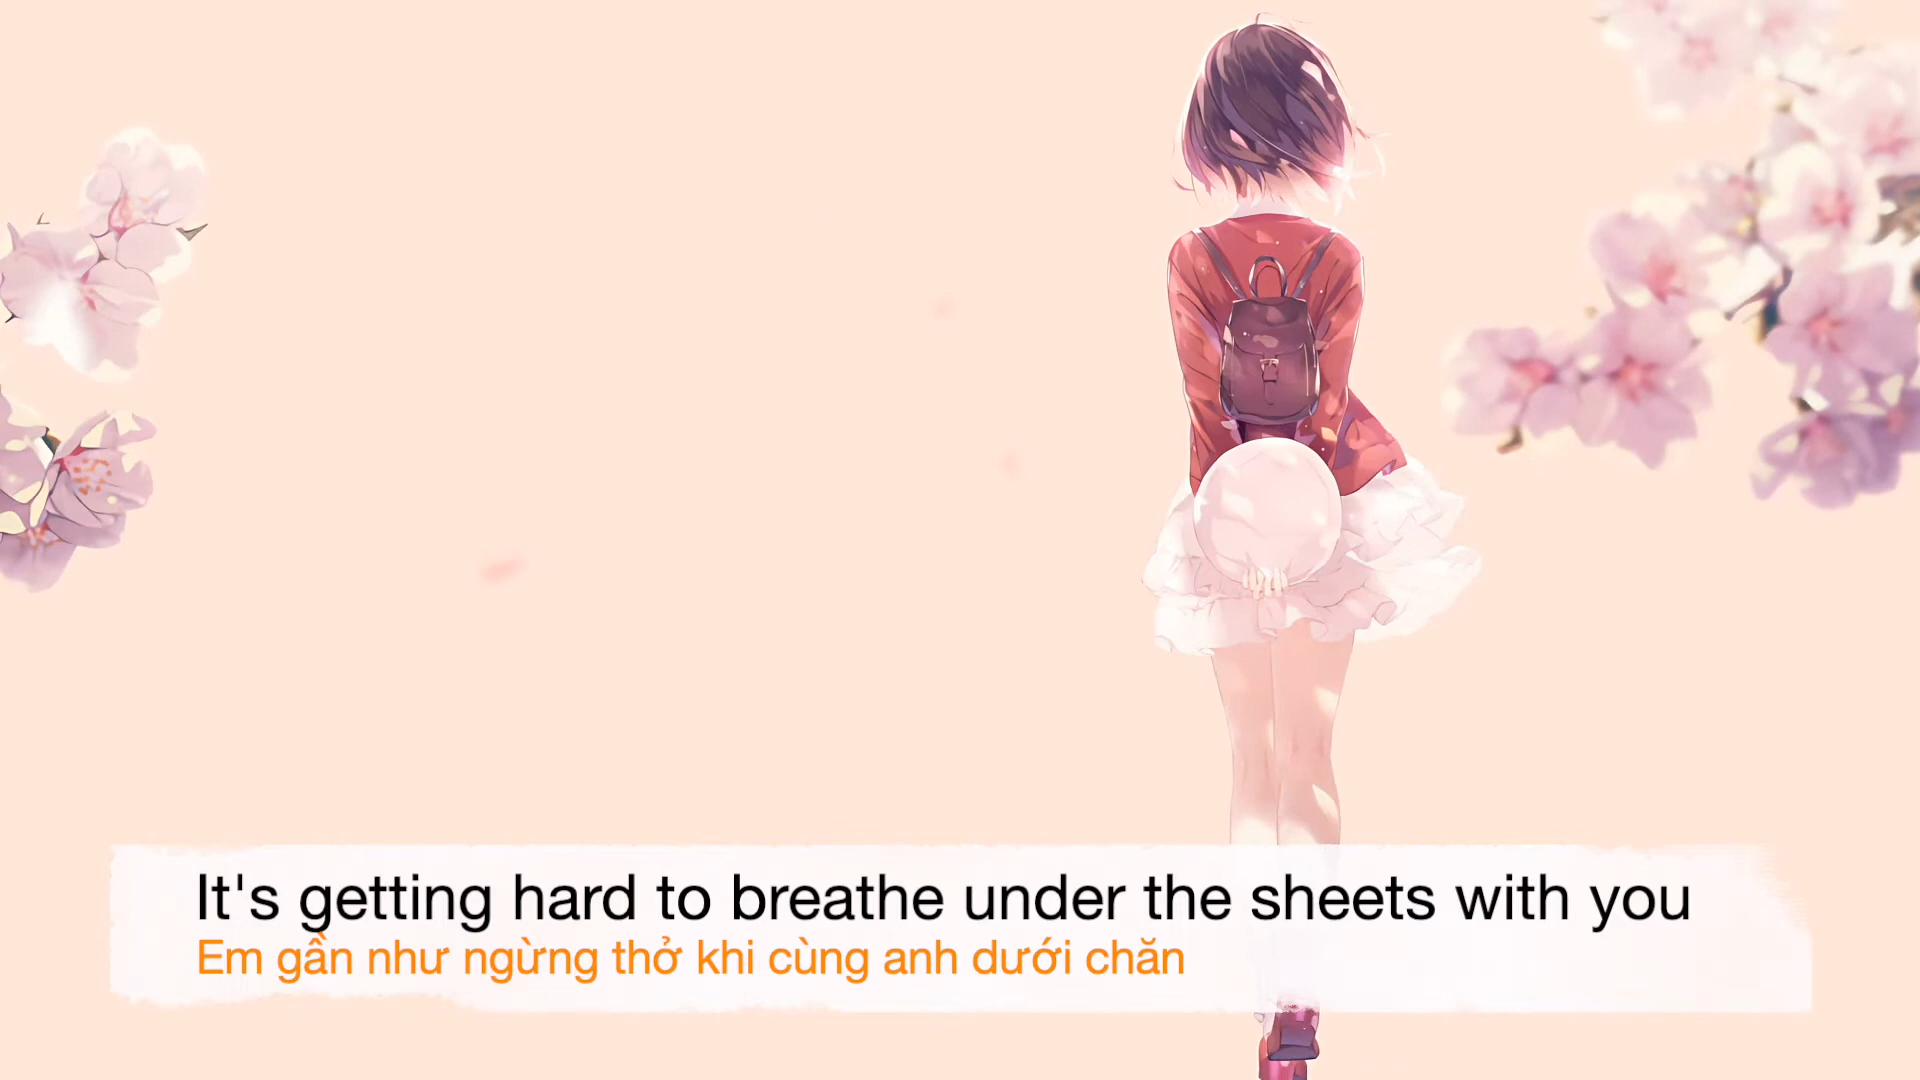 It's getting hard to breathe under the sheets with you
Em gần như ngừng thở khi cùng anh dưới chăn